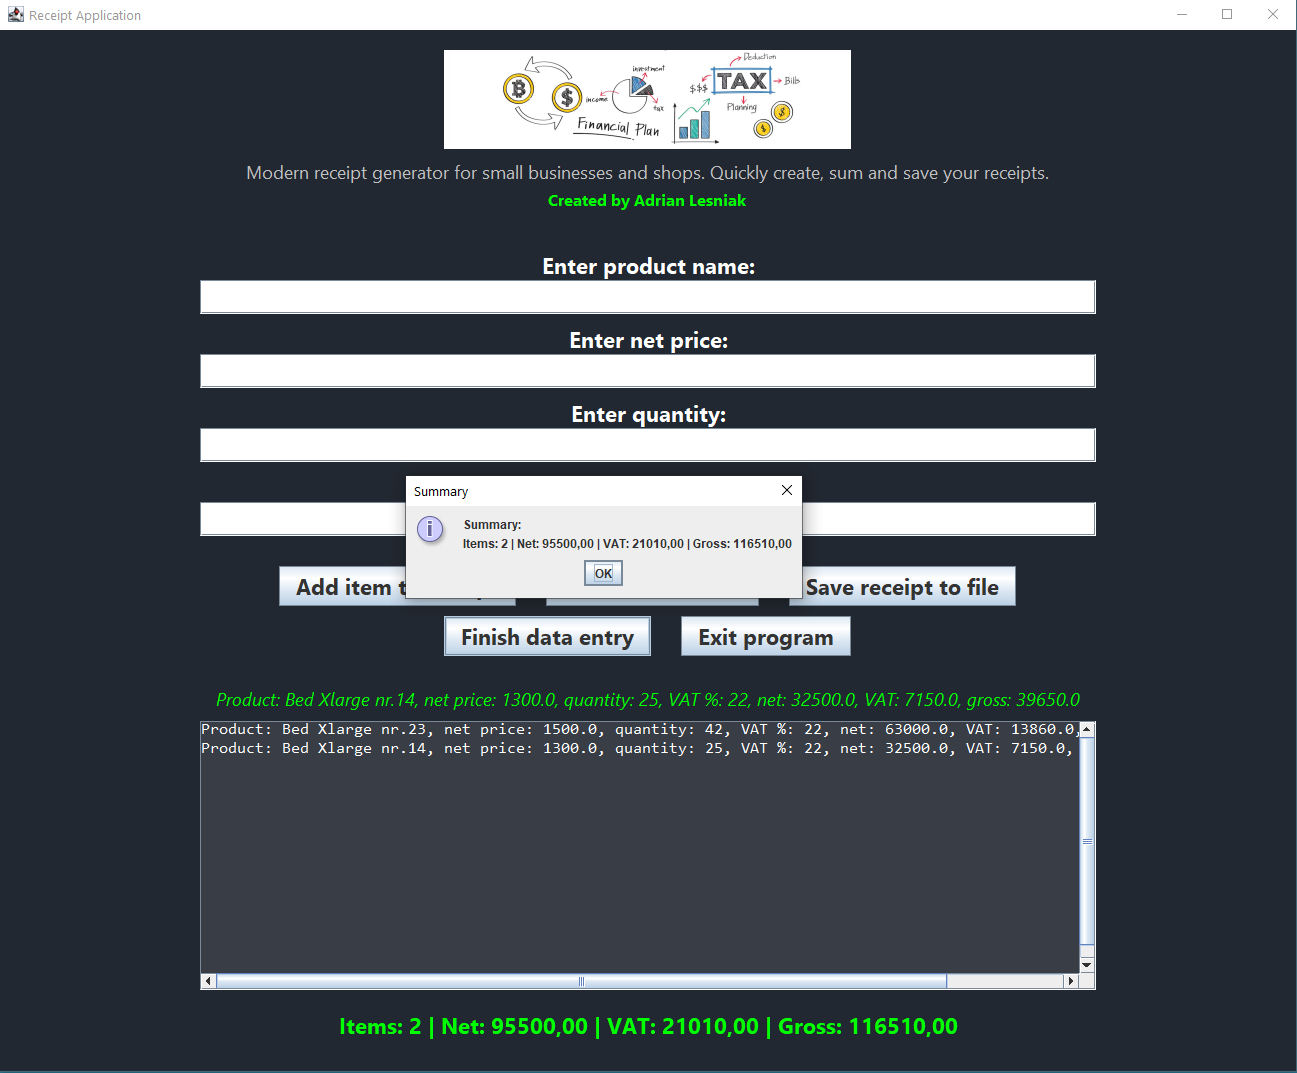 Receipt Application
Deduction
investment
TAX
$$$
Bills
income
tax
Planning
Financial Plan
Modern receipt generator for small businesses and shops. Quickly create, sum and save your receipts.
Created by Adrian Lesniak
Enter product name:
Enter net price:
Enter quantity:
Summary
Summary:
Items: 2 | Net: 95500,00 | VAT: 21010,00 | Gross: 116510,00
OK
Add item
Save receipt to file
Finish data entry
Exit program
Product: Bed Xlarge nr.14, net price: 1300.0, quantity: 25, VAT %: 22, net: 32500.0, VAT: 7150.0, gross: 39650.0
Product: Bed Xlarge nr.23, net price: 1500.0, quantity: 42, VAT %: 22, net: 63000.0, VAT: 13860.0,
Product: Bed Xlarge nr.14, net price: 1300.0, quantity: 25, VAT %: 22, net: 32500.0, VAT: 7150.0,
Items: 2 | Net: 95500,00 | VAT: 21010,00 | Gross: 116510,00